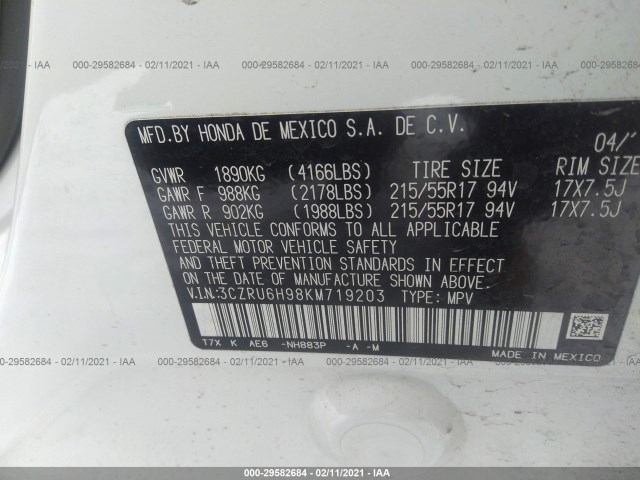 000-29582684 - 02/11/2021 - IAA
MFD.BY HONDA DE MEXICO S.A. DE C.V.
GVWR 1890KG (4166LBS) TIRE SIZE RIM SIZE
GAWR F 988KG (2178LBS) 215/55R17 94V 17X7.5J
GAWR R 902KG (1988LBS) 215/55R17 94V 17X7.5J
THIS VEHICLE CONFORMS TO ALL APPLICABLE
FEDERAL MOTOR VEHICLE SAFETY
AND THEFT PREVENTION STANDARDS IN EFFECT
ON THE DATE OF MANUFACTURE SHOWN ABOVE.
V.I.N:3CZRU6H98KM719203 TYPE: MPV
T7X K AE6 -NH883P -A -M
MADE IN MEXICO
000-29582684 - 02/11/2021 - IAA